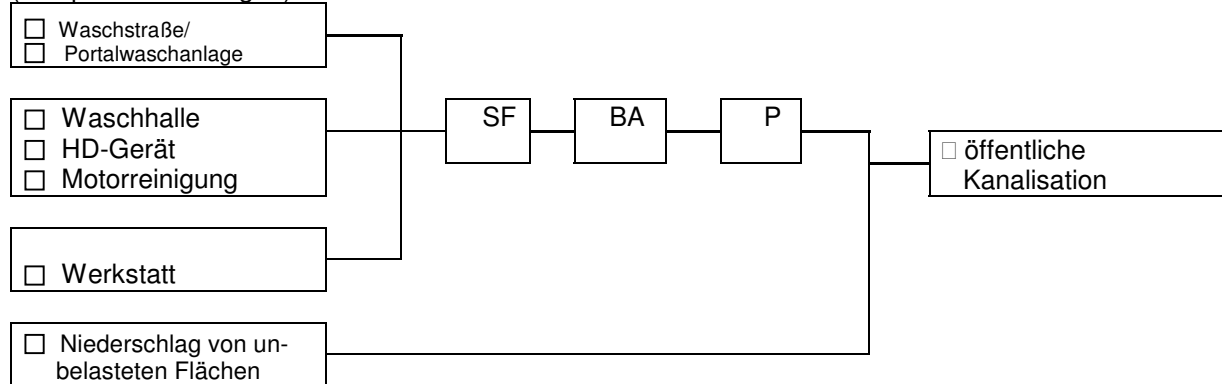 ☐ Waschstraße/
☐ Portalwaschanlage
☐ Waschhalle
☐ HD-Gerät
☐ Motorreinigung
SF BA P
☐ öffentliche
Kanalisation
☐ Werkstatt
☐ Niederschlag von un-
belasteten Flächen